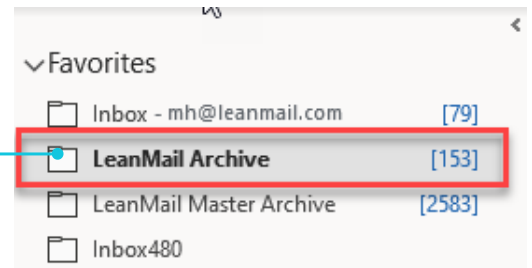 Favorites
Inbox - mh@leanmail.com [79]
LeanMail Archive [153]
LeanMail Master Archive [2583]
Inbox480